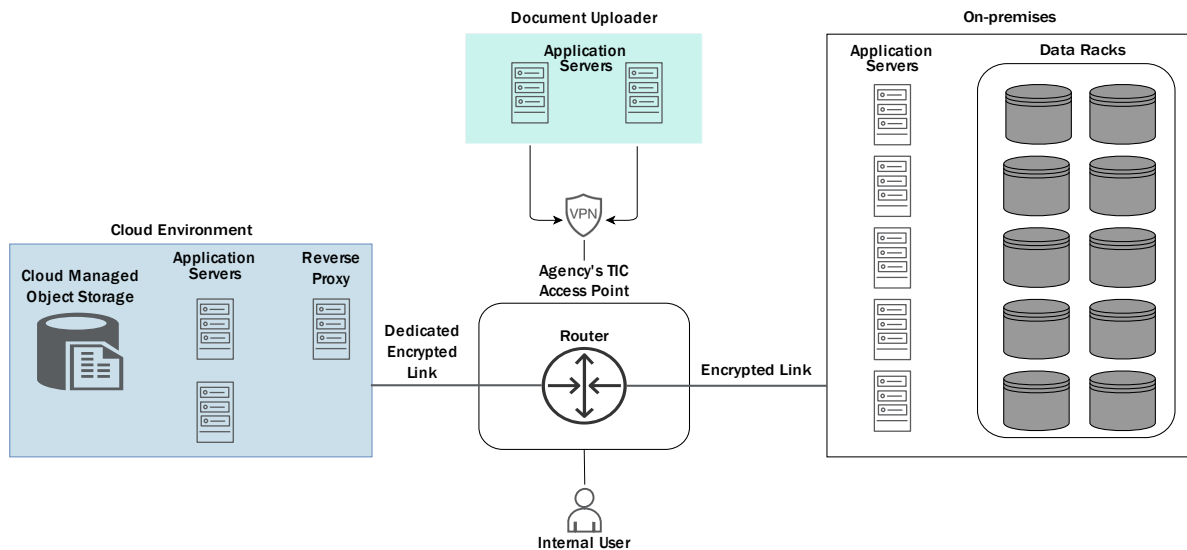 Document Uploader
Application
Servers
VPN
On-premises
Application
Servers
Data Racks
Cloud Environment
Cloud Managed
Object Storage
Application
Servers
Reverse
Proxy
Agency's TIC
Access Point
Router
Dedicated
Encrypted
Link
Encrypted Link
Internal User